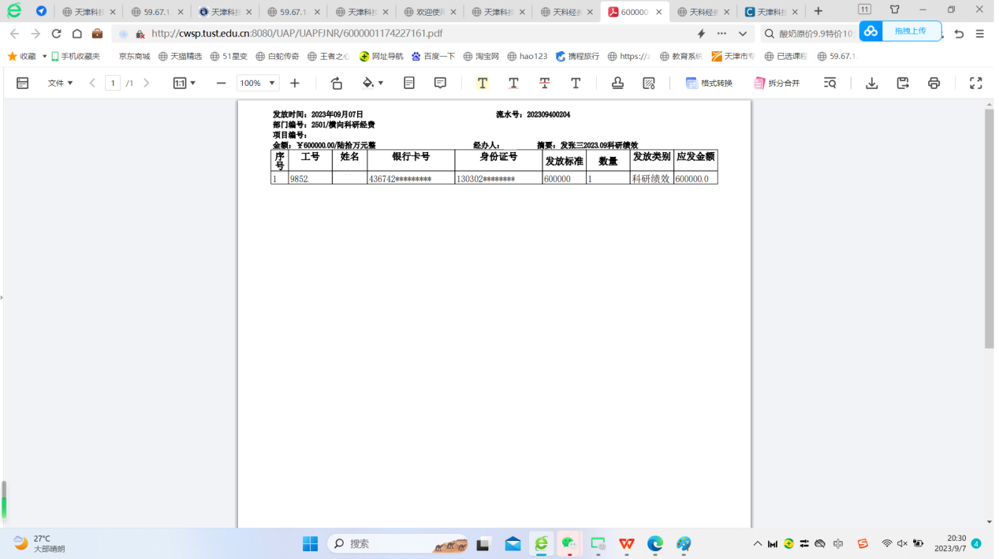 天津科技
59.67.1
天津科技
59.67.1
天津科技
欢迎使用
天津科技
天科经费
600000
天科经费
天津科技
11
http://cwsp.tust.edu.cn:8080/UAP/UAPFJNR/6000011742271​61.pdf
酸奶原价9.9特价10
拖拽上传
收藏
手机收藏夹
京东商城
天猫精选
51星变
白蛇传奇
王者之心
网址导航
百度一下
淘宝网
hao123
携程旅行
https://
教育系统
天津市专
已选课程
59.67.1
文件
1
/1
1:1
100%
格式转换
拆分合并
发放时间：2023年09月07日
流水号：202309400204
部门编号：2501/横向科研经费
项目编号：
金额：￥600000.00/陆拾万元整
经办人：
摘要：发张三2023.09科研绩效
序号 工号 姓名 银行卡号 身份证号 发放标准 数量 发放类别 应发金额
1 9852 436742********* 130302******** 600000 1 科研绩效 600000.0
27°C
大部晴朗
搜索
20:30
2023/9/7
4